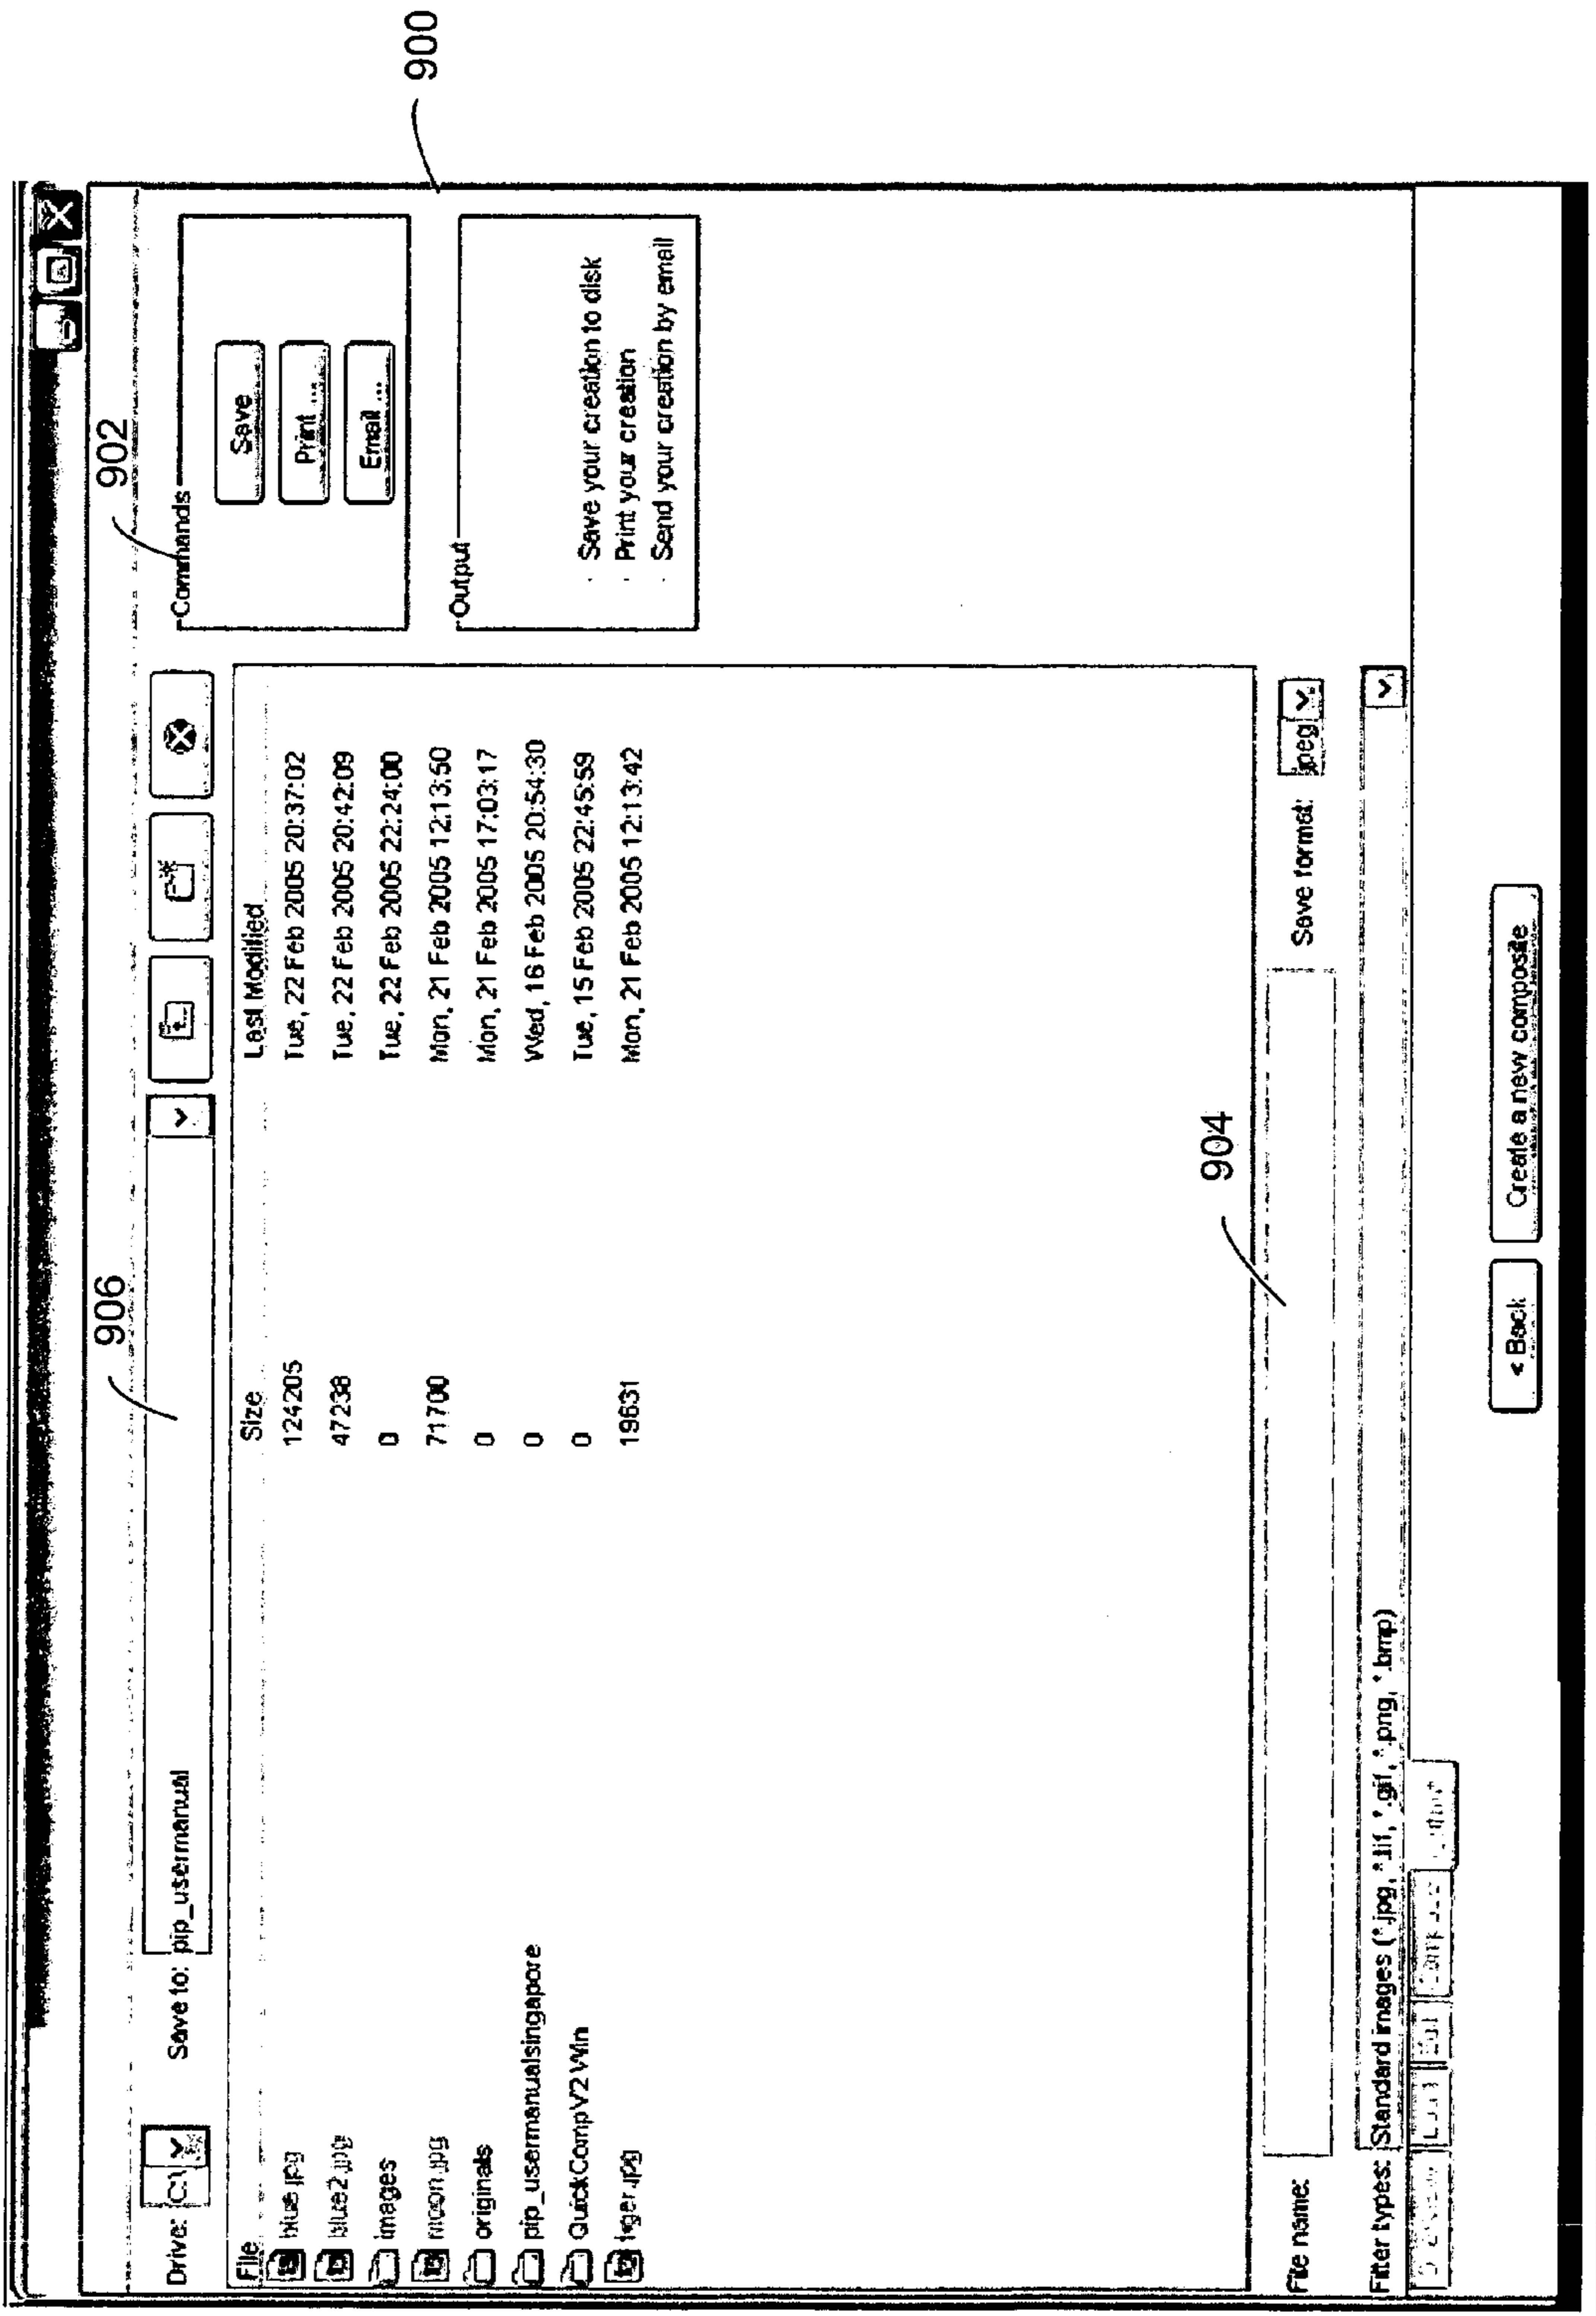 900
902
906
Drive: C:\ Save to: pip_usermanual
Commands
Save
Print ...
Email ...
Output
· Save your creation to disk
· Print your creation
· Send your creation by email
File Size Last Modified
blue.jpg 124205 Tue, 22 Feb 2005 20:37:02
blue2.jpg 47238 Tue, 22 Feb 2005 20:42:09
images 0 Tue, 22 Feb 2005 22:24:00
moon.jpg 71700 Mon, 21 Feb 2005 12:13:50
originals 0 Mon, 21 Feb 2005 17:03:17
pip_usermanualsingapore 0 Wed, 16 Feb 2005 20:54:30
QuickCompV2Win 0 Tue, 15 Feb 2005 22:45:59
tiger.jpg 19631 Mon, 21 Feb 2005 12:13:42
904
File name: Save format: jpeg
Filter types: Standard images (*.jpg, *.tif, *.gif, *.png, *.bmp)
< Back Create a new composite